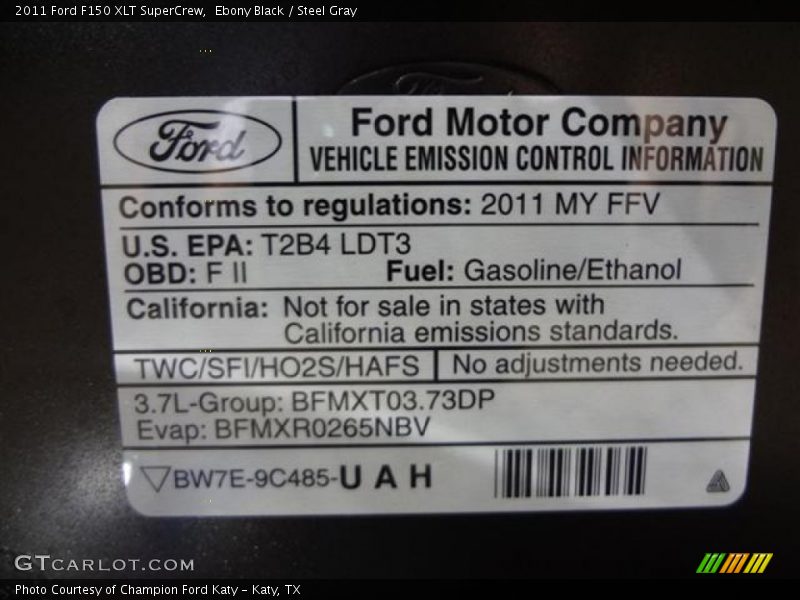 2011 Ford F150 XLT SuperCrew, Ebony Black / Steel Gray
Ford
Ford Motor Company
VEHICLE EMISSION CONTROL INFORMATION
Conforms to regulations: 2011 MY FFV
U.S. EPA: T2B4 LDT3
OBD: F II Fuel: Gasoline/Ethanol
California: Not for sale in states with
California emissions standards.
TWC/SFI/HO2S/HAFS No adjustments needed.
3.7L-Group: BFMXT03.73DP
Evap: BFMXR0265NBV
BW7E-9C485-U A H
GTCARLOT.COM
Photo Courtesy of Champion Ford Katy - Katy, TX